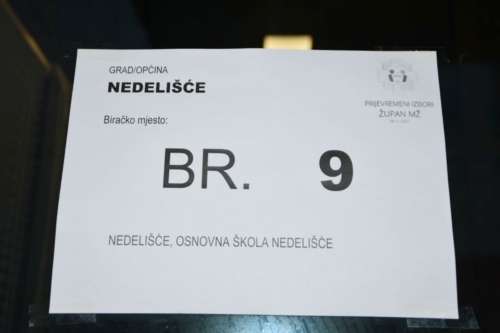 GRAD/OPĆINA
NEDELIŠĆE
PRIJEVREMENI IZBORI
ŽUPAN MŽ
Biračko mjesto:
BR. 9
NEDELIŠĆE, OSNOVNA ŠKOLA NEDELIŠĆE